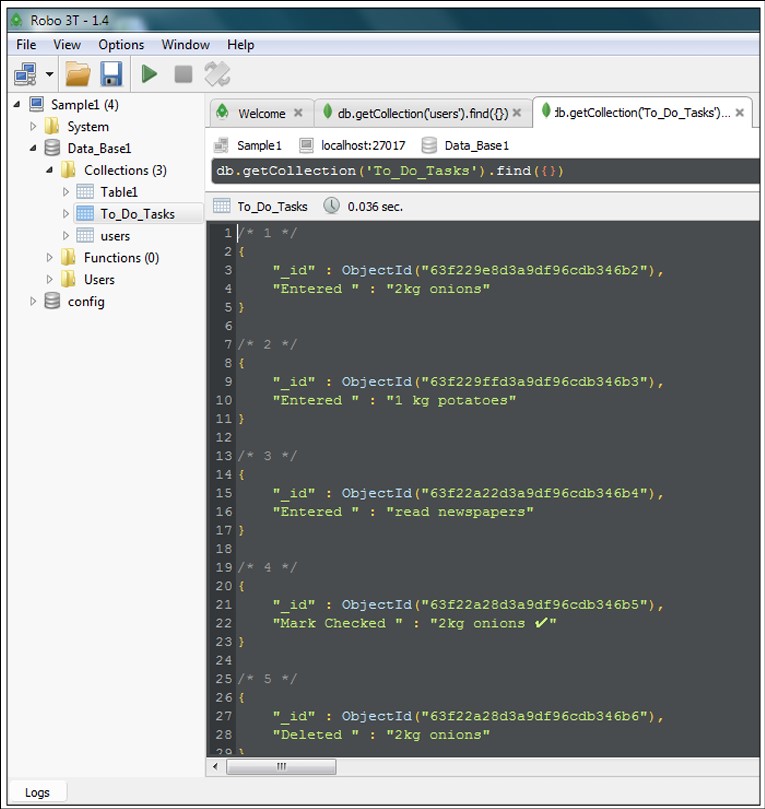 Robo 3T - 1.4
File View Options Window Help
Sample1 (4)
System
Data_Base1
Collections (3)
Table1
To_Do_Tasks
users
Functions (0)
Users
config
Welcome db.getCollection('users').find({}) db.getCollection('To_Do_Tasks')...
Sample1 localhost:27017 Data_Base1
db.getCollection('To_Do_Tasks').find({})
To_Do_Tasks 0.036 sec.
1 /* 1 */
2 {
3 "_id" : ObjectId("63f229e8d3a9df96cdb346b2"),
4 "Entered " : "2kg onions"
5 }
6
7 /* 2 */
8 {
9 "_id" : ObjectId("63f229ffd3a9df96cdb346b3"),
10 "Entered " : "1 kg potatoes"
11 }
12
13 /* 3 */
14 {
15 "_id" : ObjectId("63f22a22d3a9df96cdb346b4"),
16 "Entered " : "read newspapers"
17 }
18
19 /* 4 */
20 {
21 "_id" : ObjectId("63f22a28d3a9df96cdb346b5"),
22 "Mark Checked " : "2kg onions ✔"
23 }
24
25 /* 5 */
26 {
27 "_id" : ObjectId("63f22a28d3a9df96cdb346b6"),
28 "Deleted " : "2kg onions"
29 }
Logs